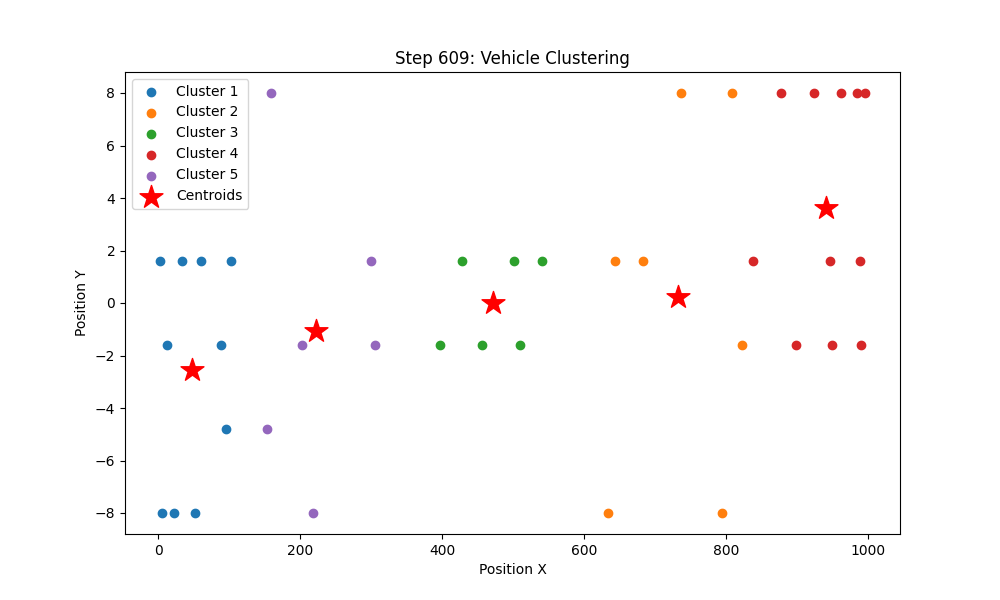 Step 609: Vehicle Clustering
Cluster 1
Cluster 2
Cluster 3
Cluster 4
Cluster 5
Centroids
8
6
4
2
0
−2
−4
−6
−8
Position Y
0 200 400 600 800 1000
Position X